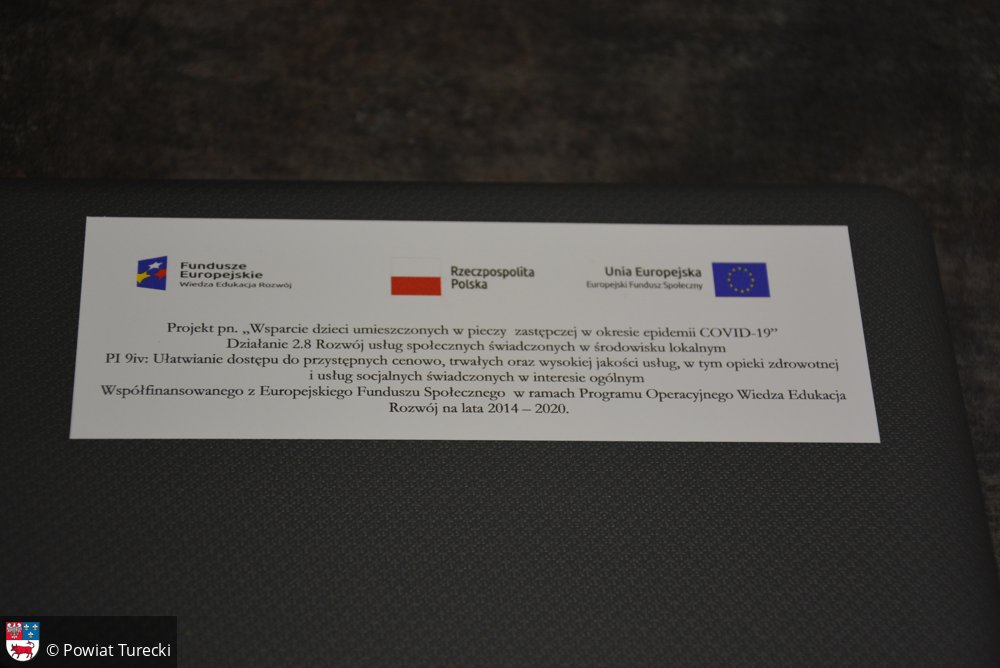 Fundusze
Europejskie
Wiedza Edukacja Rozwój
Rzeczpospolita
Polska
Unia Europejska
Europejski Fundusz Społeczny
Projekt pn. „Wsparcie dzieci umieszczonych w pieczy zastępczej w okresie epidemii COVID-19”
Działanie 2.8 Rozwój usług społecznych świadczonych w środowisku lokalnym
PI 9iv: Ułatwianie dostępu do przystępnych cenowo, trwałych oraz wysokiej jakości usług, w tym opieki zdrowotnej
i usług socjalnych świadczonych w interesie ogólnym
Współfinansowanego z Europejskiego Funduszu Społecznego w ramach Programu Operacyjnego Wiedza Edukacja
Rozwój na lata 2014 – 2020.
© Powiat Turecki